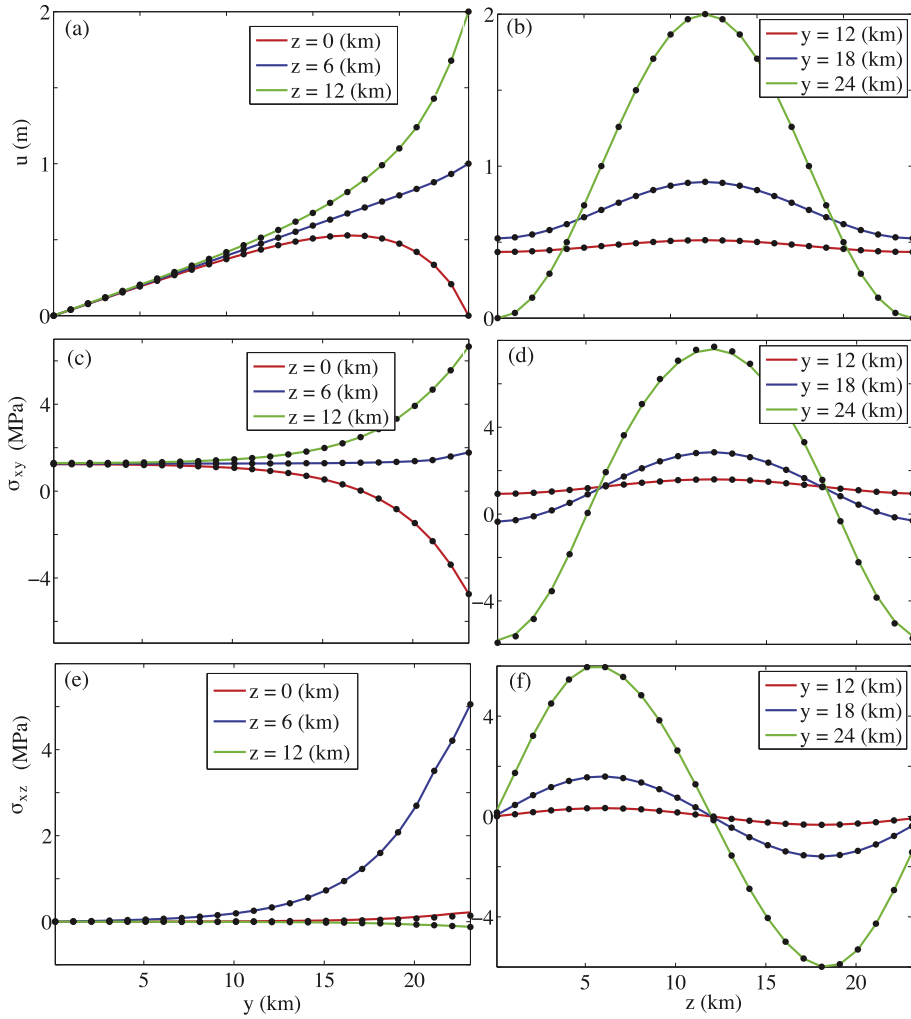 (a)
z = 0 (km)
z = 6 (km)
z = 12 (km)
2
1
0
u (m)
(b)
y = 12 (km)
y = 18 (km)
y = 24 (km)
2
1
0
(c)
z = 0 (km)
z = 6 (km)
z = 12 (km)
4
0
−4
σxy (MPa)
(d)
y = 12 (km)
y = 18 (km)
y = 24 (km)
4
0
−4
(e)
z = 0 (km)
z = 6 (km)
z = 12 (km)
4
2
0
σxz (MPa)
5 10 15 20
y (km)
(f)
y = 12 (km)
y = 18 (km)
y = 24 (km)
4
0
−4
5 10 15 20
z (km)